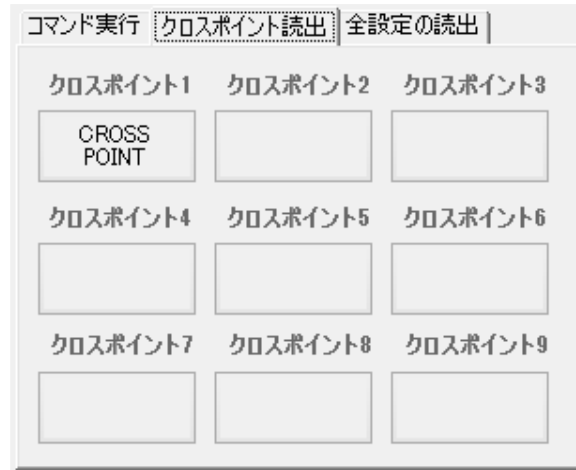 コマンド実行 クロスポイント読出 全設定の読出
クロスポイント1 クロスポイント2 クロスポイント3
CROSS
POINT
クロスポイント4 クロスポイント5 クロスポイント6
クロスポイント7 クロスポイント8 クロスポイント9